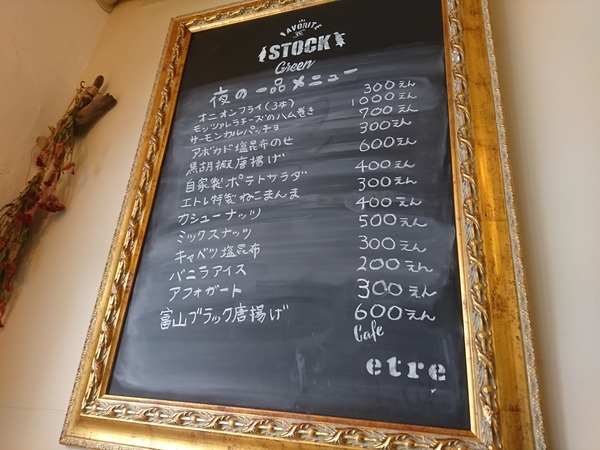 FAVORITE
STOCK
Green
夜の一品メニュー
オニオンフライ(3本) 300えん
モッツァレラチーズのハム巻き 1000えん
サーモンカルパッチョ 700えん
アボカド塩昆布のせ 300えん
黒胡椒唐揚げ 600えん
自家製ポテトサラダ 400えん
エトレ特製ねこまんま 300えん
カシューナッツ 400えん
ミックスナッツ 500えん
キャベツ塩昆布 300えん
バニラアイス 200えん
アフォガート 300えん
富山ブラック唐揚げ 600えん
Cafe
etre